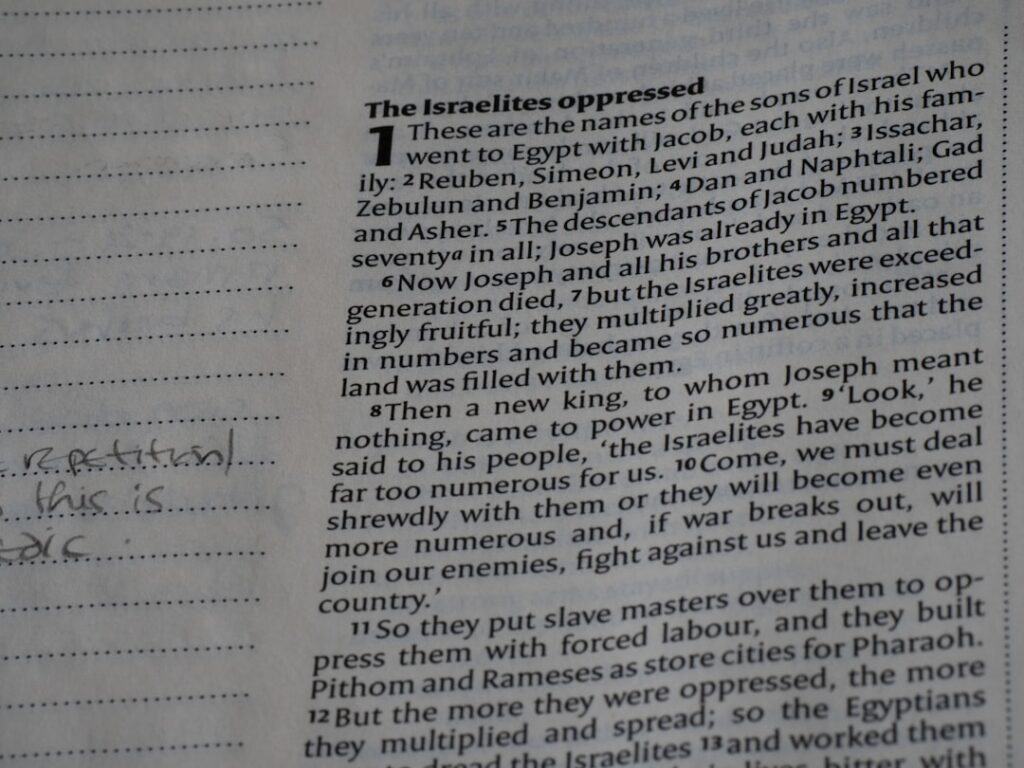 The Israelites oppressed
1 These are the names of the sons of Israel who
went to Egypt with Jacob, each with his fam-
ily: 2 Reuben, Simeon, Levi and Judah; 3 Issachar,
Zebulun and Benjamin; 4 Dan and Naphtali; Gad
and Asher. 5 The descendants of Jacob numbered
seventy a in all; Joseph was already in Egypt.
6 Now Joseph and all his brothers and all that
generation died, 7 but the Israelites were exceed-
ingly fruitful; they multiplied greatly, increased
in numbers and became so numerous that the
land was filled with them.
8 Then a new king, to whom Joseph meant
nothing, came to power in Egypt. 9 ‘Look,’ he
said to his people, ‘the Israelites have become
far too numerous for us. 10 Come, we must deal
shrewdly with them or they will become even
more numerous and, if war breaks out, will
join our enemies, fight against us and leave the
country.’
11 So they put slave masters over them to op-
press them with forced labour, and they built
Pithom and Rameses as store cities for Pharaoh.
12 But the more they were oppressed, the more
they multiplied and spread; so the Egyptians
dread the Israelites 13 and worked them
lives bitter with
this is